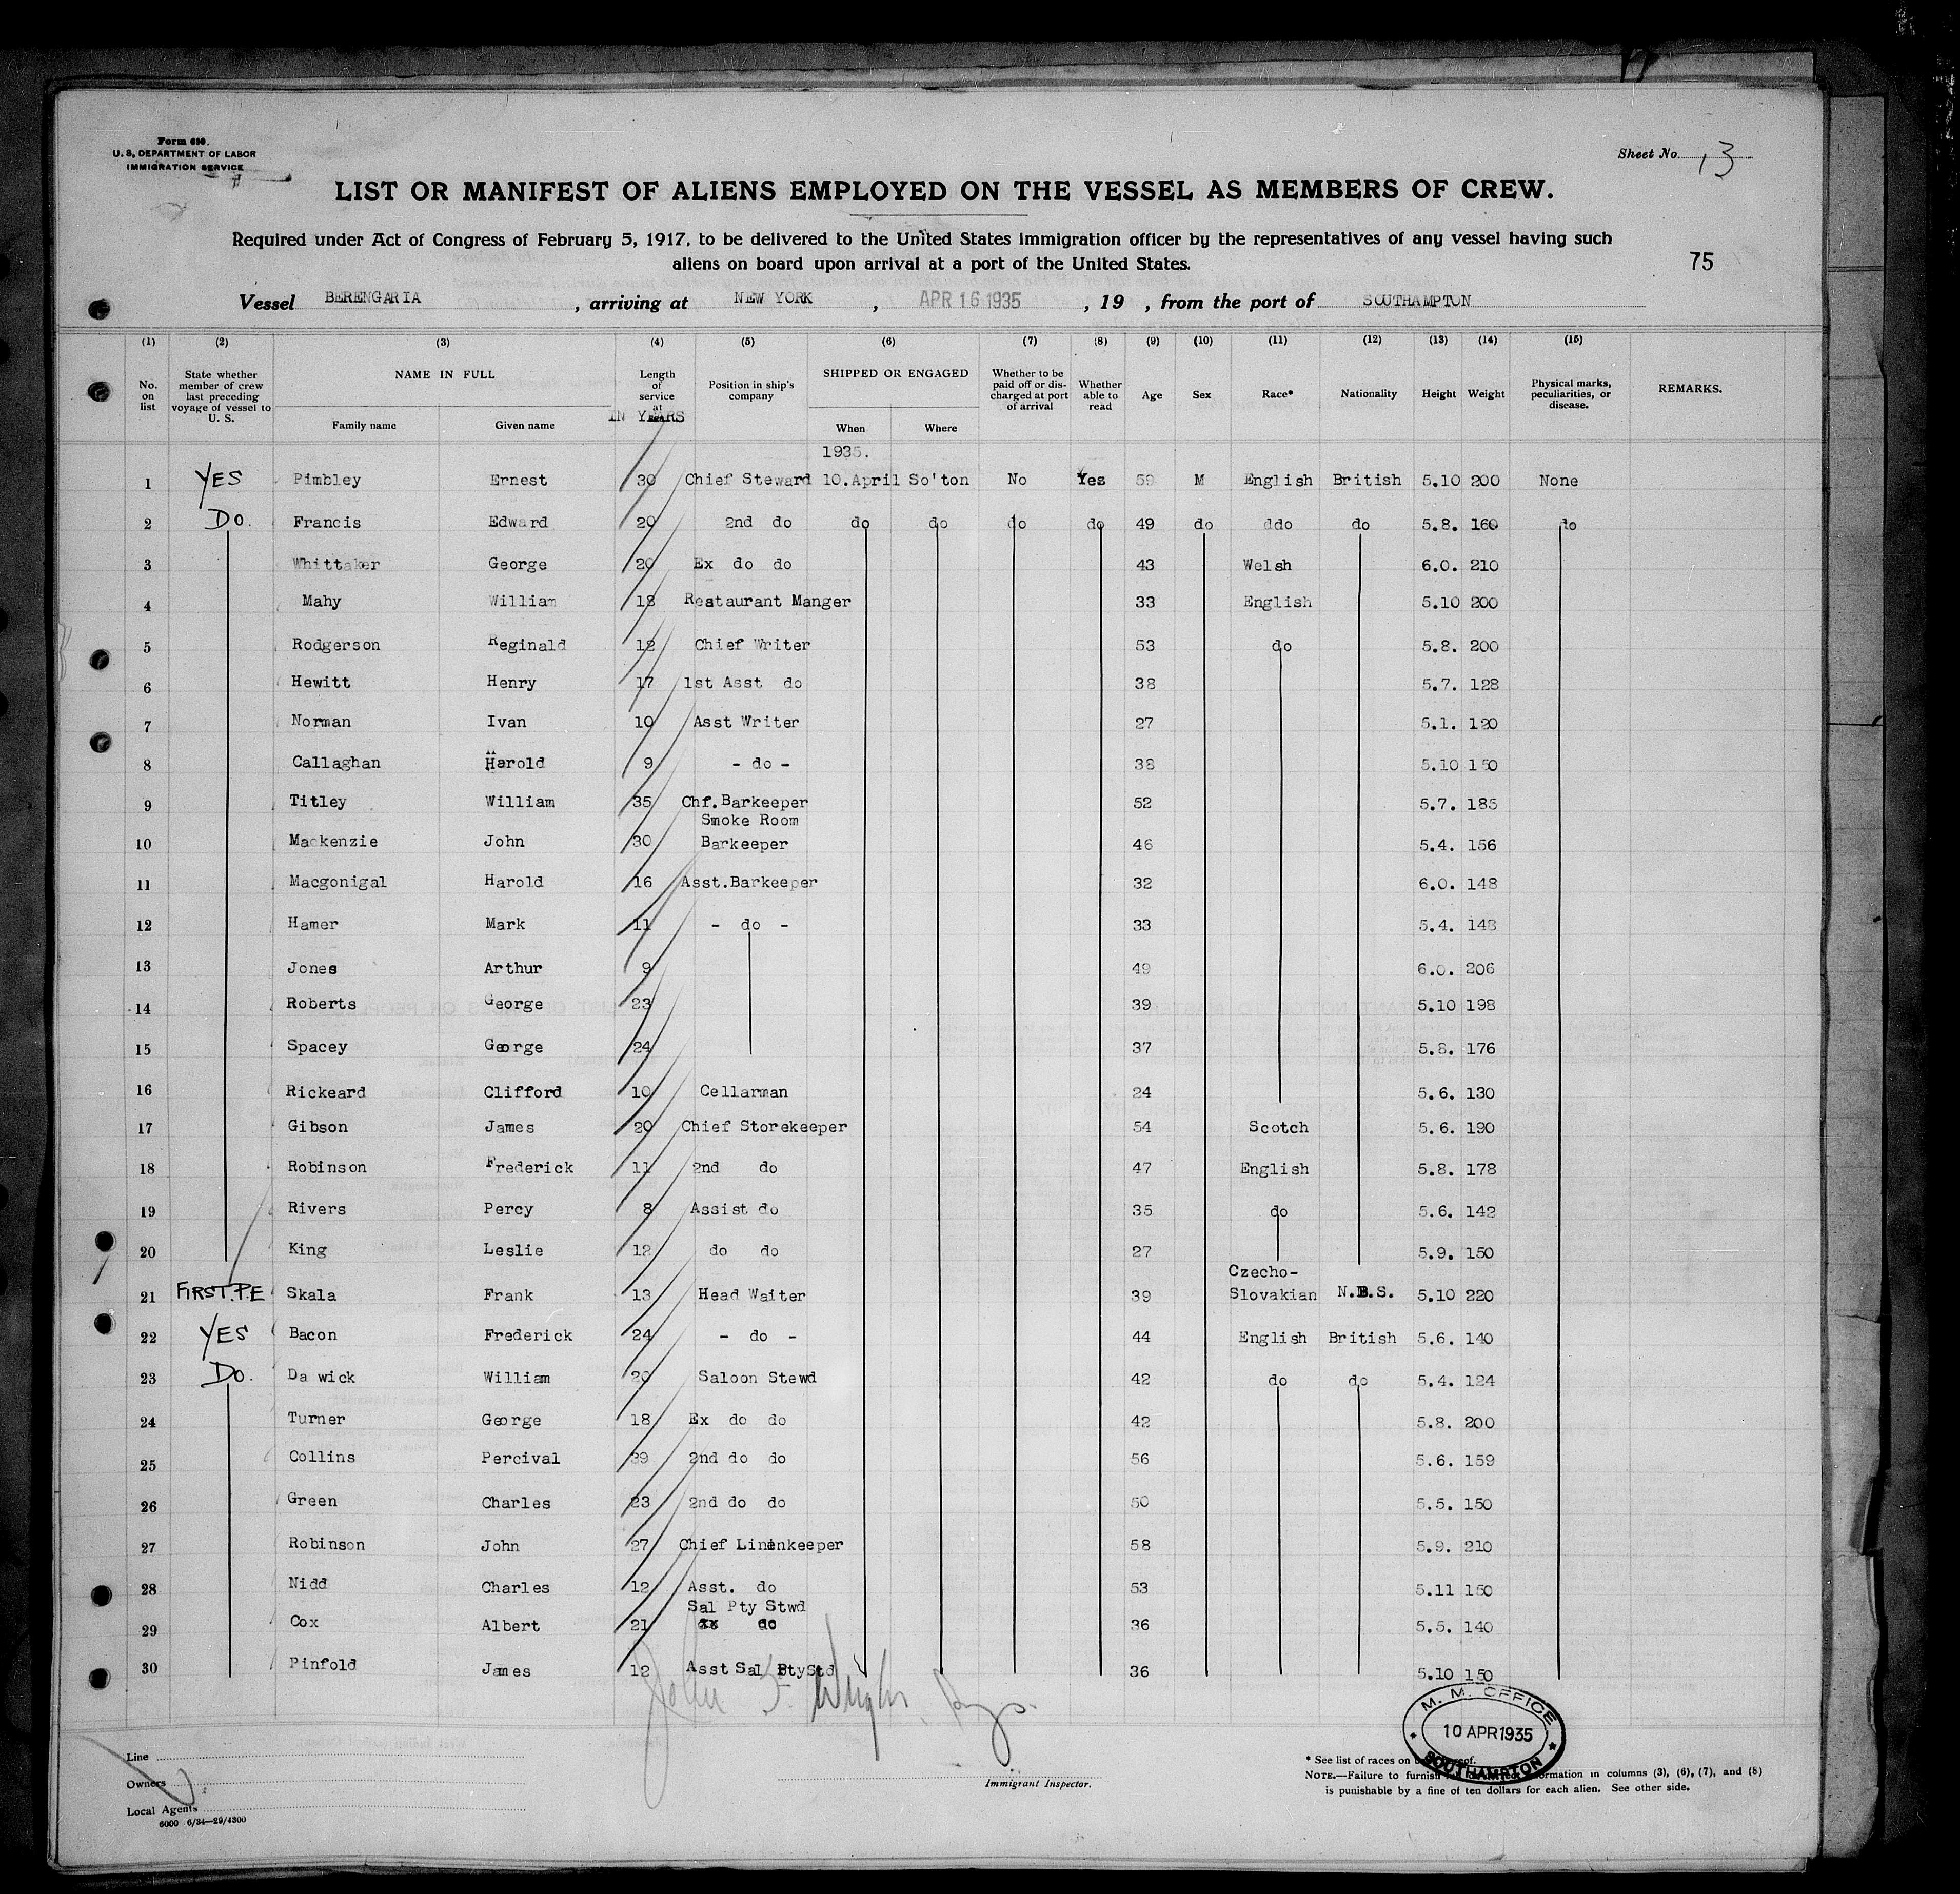 Form 680.
U. S. DEPARTMENT OF LABOR
IMMIGRATION SERVICE
Sheet No. 13
LIST OR MANIFEST OF ALIENS EMPLOYED ON THE VESSEL AS MEMBERS OF CREW.
Required under Act of Congress of February 5, 1917, to be delivered to the United States immigration officer by the representatives of any vessel having such
aliens on board upon arrival at a port of the United States.
75
Vessel BERENGARIA, arriving at NEW YORK, APR 16 1935, 19 , from the port of SOUTHAMPTON
(1) (2) (3) (4) (5) (6) (7) (8) (9) (10) (11) (12) (13) (14) (15)
No. on list State whether member of crew last preceding voyage of vessel to U. S. NAME IN FULL Family name Given name Length of service at IN YEARS Position in ship's company SHIPPED OR ENGAGED When Where Whether to be paid off or discharged at port of arrival Whether able to read Age Sex Race* Nationality Height Weight Physical marks, peculiarities, or disease. REMARKS.
1935.
1 YES Pimbley Ernest 30 Chief Steward 10.April So'ton No Yes 59 M English British 5.10 200 None
2 Do. Francis Edward 20 2nd do do do do do 49 do ddo do 5.8. 160 do
3 Whittaker George 20 Ex do do 43 Welsh 6.0. 210
4 Mahy William 18 Restaurant Manger 33 English 5.10 200
5 Rodgerson Reginald 12 Chief Writer 53 do 5.8. 200
6 Hewitt Henry 17 1st Asst do 38 5.7. 128
7 Norman Ivan 10 Asst Writer 27 5.1. 120
8 Callaghan Harold 9 - do - 38 5.10 150
9 Titley William 35 Chf.Barkeeper 52 5.7. 185
Smoke Room
10 Mackenzie John 30 Barkeeper 46 5.4. 156
11 Macgonigal Harold 16 Asst.Barkeeper 32 6.0. 148
12 Hamer Mark 11 - do - 33 5.4. 148
13 Jones Arthur 9 49 6.0. 206
14 Roberts George 23 39 5.10 198
15 Spacey George 24 37 5.8. 176
16 Rickeard Clifford 10 Cellarman 24 5.6. 130
17 Gibson James 20 Chief Storekeeper 54 Scotch 5.6. 190
18 Robinson Frederick 11 2nd do 47 English 5.8. 178
19 Rivers Percy 8 Assist do 35 do 5.6. 142
20 King Leslie 12 do do 27 5.9. 150
Czecho-
21 FIRST.P.E Skala Frank 13 Head Waiter 39 Slovakian N.B.S. 5.10 220
22 YES Bacon Frederick 24 - do - 44 English British 5.6. 140
23 Do. Da wick William 20 Saloon Stewd 42 do do 5.4. 124
24 Turner George 18 Ex do do 42 5.8. 200
25 Collins Percival 39 2nd do do 56 5.6. 159
26 Green Charles 23 2nd do do 50 5.5. 150
27 Robinson John 27 Chief Linenkeeper 58 5.9. 210
28 Nidd Charles 12 Asst. do 53 5.11 150
Sal Pty Stwd
29 Cox Albert 21 do 36 5.5. 140
30 Pinfold James 12 Asst Sal PtyStd 36 5.10 150
John F. Wright
M. M. OFFICE
10 APR 1935
SOUTHAMPTON
Line
Owners
Local Agents
6000 6/34—29/4300
Immigrant Inspector.
* See list of races on back hereof.
NOTE.—Failure to furnish full or correct information in columns (3), (6), (7), and (8)
is punishable by a fine of ten dollars for each alien. See other side.